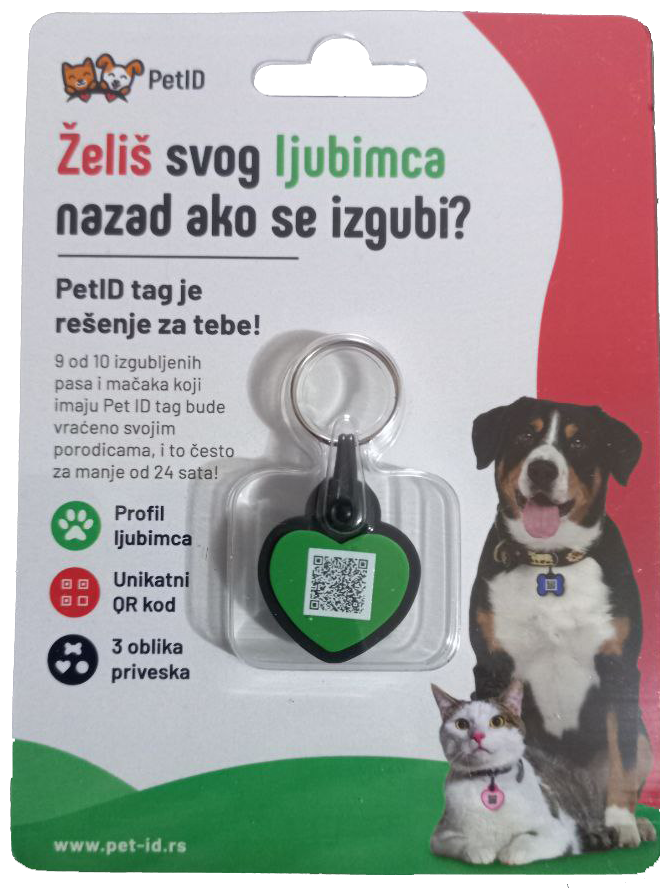 PetID
Želiš svog ljubimca
nazad ako se izgubi?
PetID tag je
rešenje za tebe!
9 od 10 izgubljenih
pasa i mačaka koji
imaju Pet ID tag bude
vraćeno svojim
porodicama, i to često
za manje od 24 sata!
Profil
ljubimca
Unikatni
QR kod
3 oblika
priveska
www.pet-id.rs